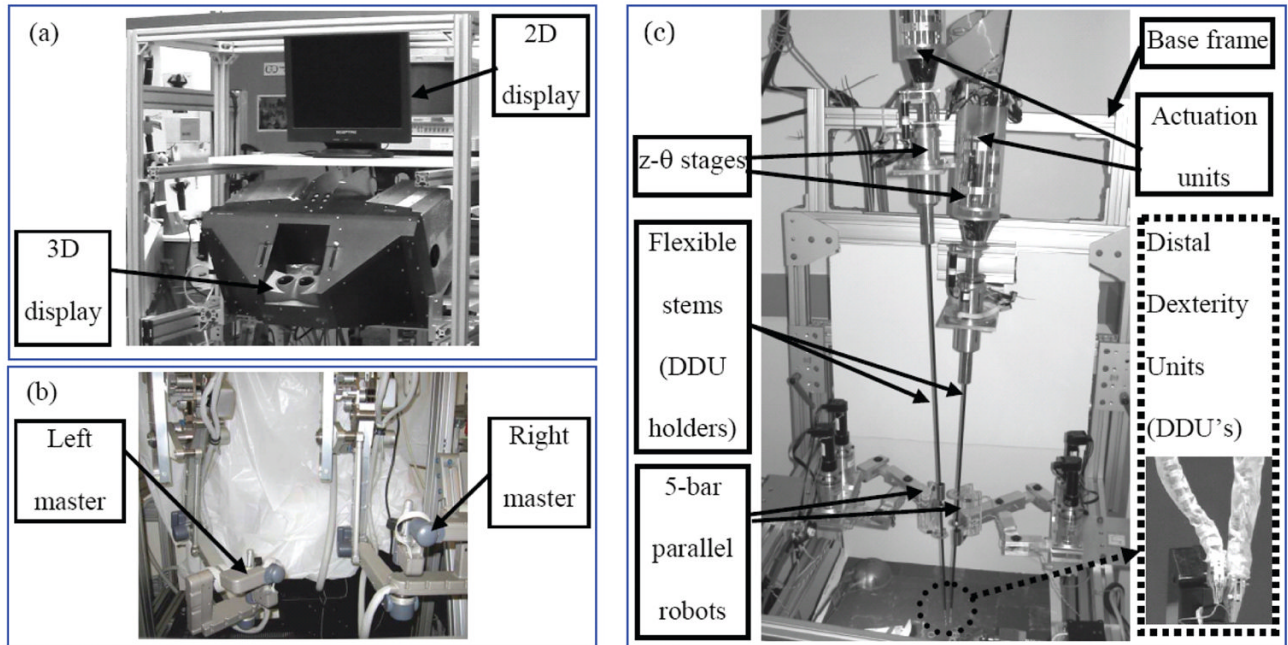 (a)
2D
display
3D
display
(b)
Left
master
Right
master
(c)
Base frame
Actuation
units
z-θ stages
Flexible
stems
(DDU
holders)
5-bar
parallel
robots
Distal
Dexterity
Units
(DDU's)